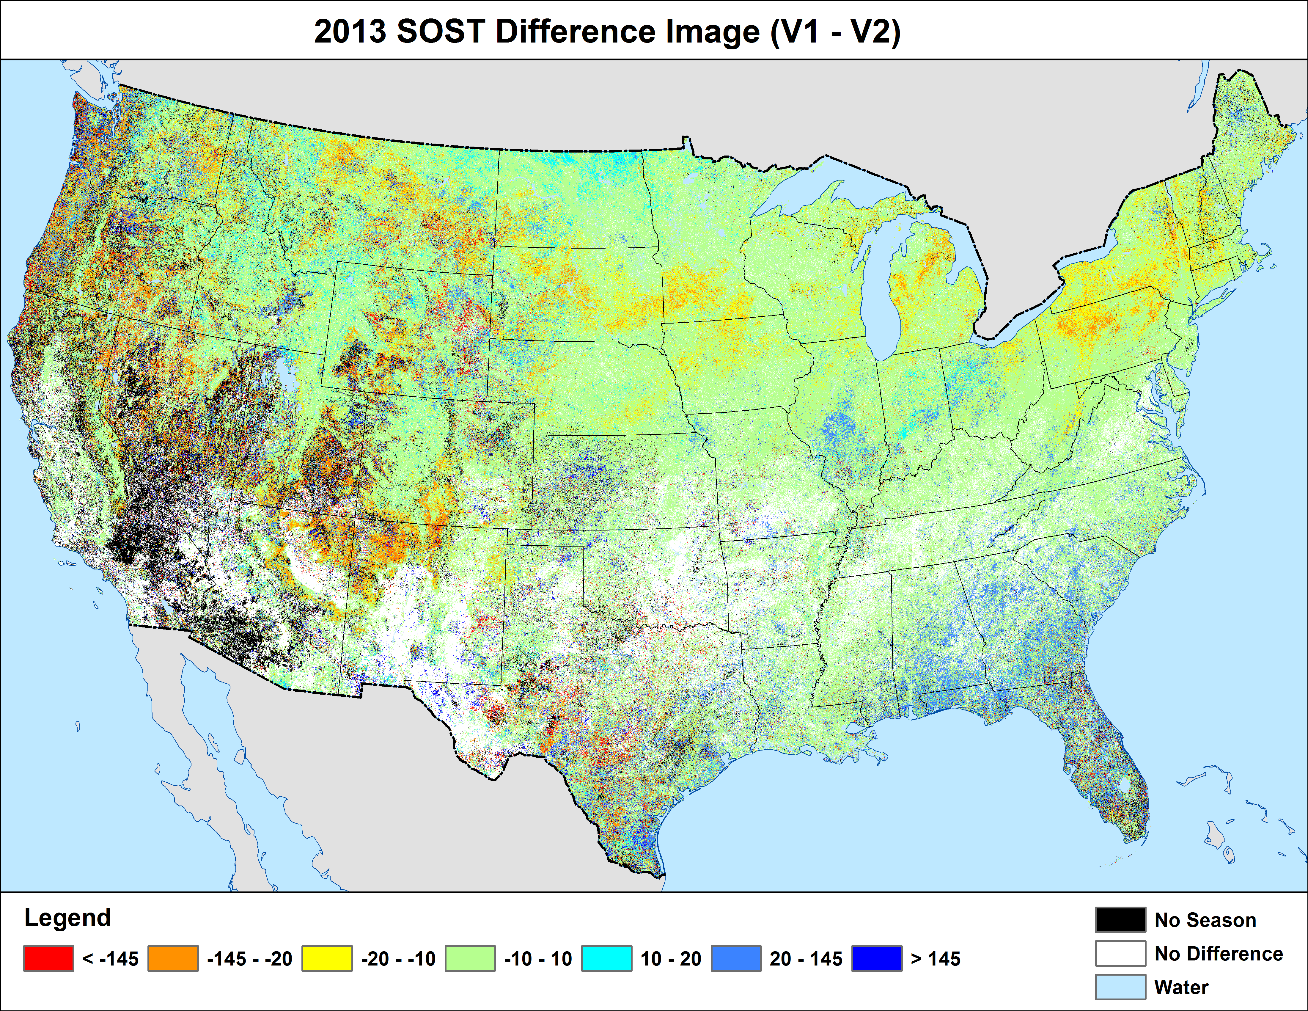 2013 SOST Difference Image (V1 - V2)
Legend
< -145
-145 - -20
-20 - -10
-10 - 10
10 - 20
20 - 145
> 145
No Season
No Difference
Water